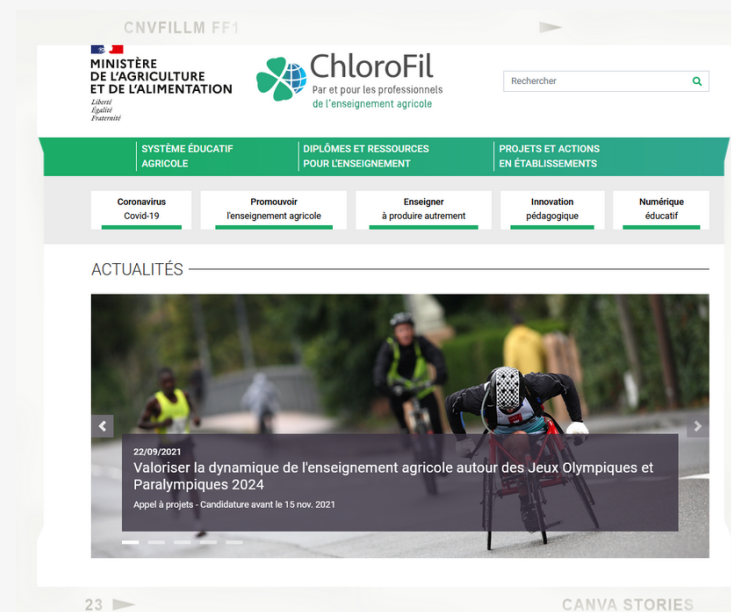 CNVFILLM FF1
MINISTÈRE
DE L'AGRICULTURE
ET DE L'ALIMENTATION
Liberté
Égalité
Fraternité
ChloroFil
Par et pour les professionnels
de l'enseignement agricole
Rechercher
SYSTÈME ÉDUCATIF
AGRICOLE
DIPLÔMES ET RESSOURCES
POUR L'ENSEIGNEMENT
PROJETS ET ACTIONS
EN ÉTABLISSEMENTS
Coronavirus
Covid-19
Promouvoir
l'enseignement agricole
Enseigner
à produire autrement
Innovation
pédagogique
Numérique
éducatif
ACTUALITÉS
22/09/2021
Valoriser la dynamique de l'enseignement agricole autour des Jeux Olympiques et
Paralympiques 2024
Appel à projets - Candidature avant le 15 nov. 2021
23
CANVA STORIES